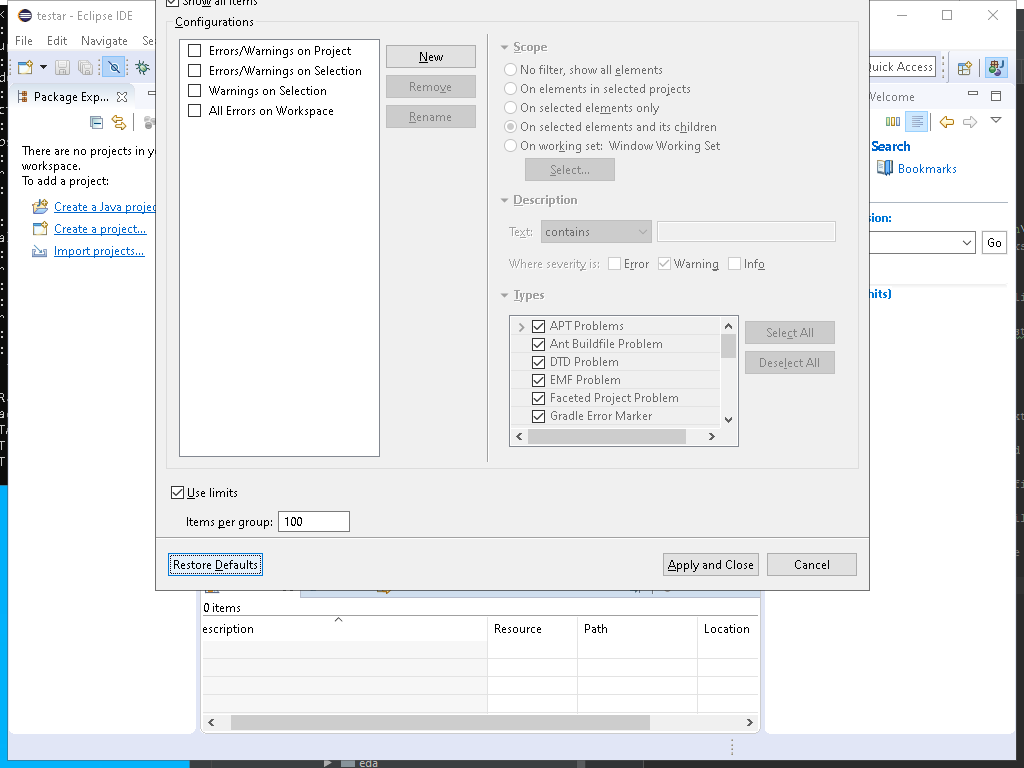 Show all items
testar - Eclipse IDE
Configurations
File Edit Navigate Se
Errors/Warnings on Project
Errors/Warnings on Selection
Warnings on Selection
All Errors on Workspace
New
Remove
Rename
Scope
No filter, show all elements
On elements in selected projects
On selected elements only
On selected elements and its children
On working set: Window Working Set
Select...
Description
Text: contains
Where severity is: Error Warning Info
Types
APT Problems
Ant Buildfile Problem
DTD Problem
EMF Problem
Faceted Project Problem
Gradle Error Marker
Select All
Deselect All
Use limits
Items per group: 100
Restore Defaults
Apply and Close
Cancel
Package Exp...
There are no projects in y
workspace.
To add a project:
Create a Java projec
Create a project...
Import projects...
Quick Access
Welcome
Search
Bookmarks
sion:
Go
hits)
0 items
escription Resource Path Location
eda